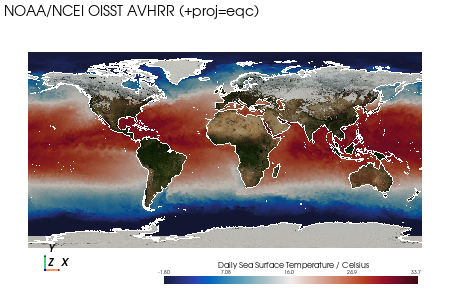 NOAA/NCEI OISST AVHRR (+proj=eqc)
Y
Z X
Daily Sea Surface Temperature / Celsius
-1.80 7.08 16.0 24.9 33.7